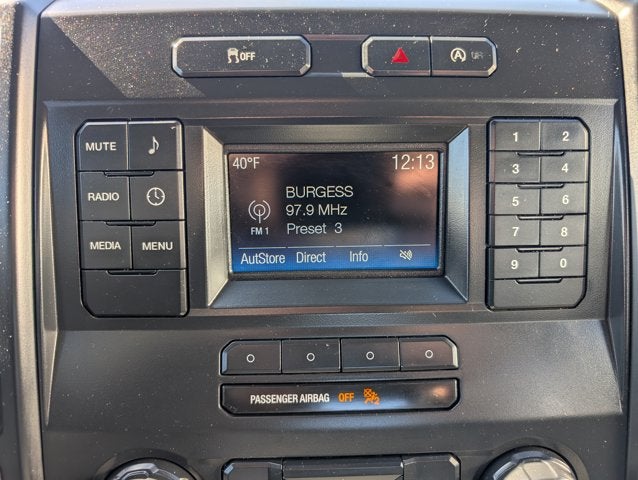 OFF
MUTE
RADIO
MEDIA MENU
40°F 12:13
BURGESS
97.9 MHz
FM 1 Preset 3
AutStore Direct Info
1 2
3 4
5 6
7 8
9 0
PASSENGER AIRBAG OFF